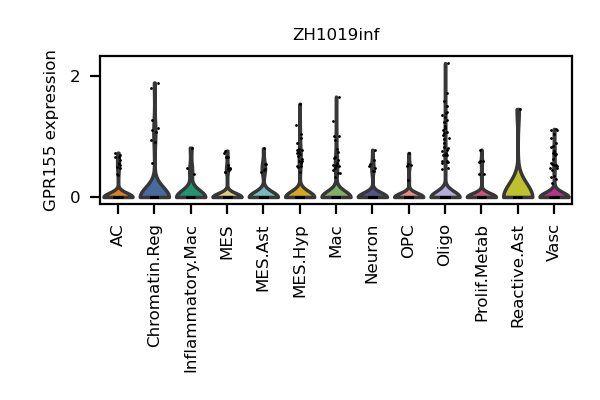 ZH1019inf
GPR155 expression
2
0
AC
Chromatin.Reg
Inflammatory.Mac
MES
MES.Ast
MES.Hyp
Mac
Neuron
OPC
Oligo
Prolif.Metab
Reactive.Ast
Vasc